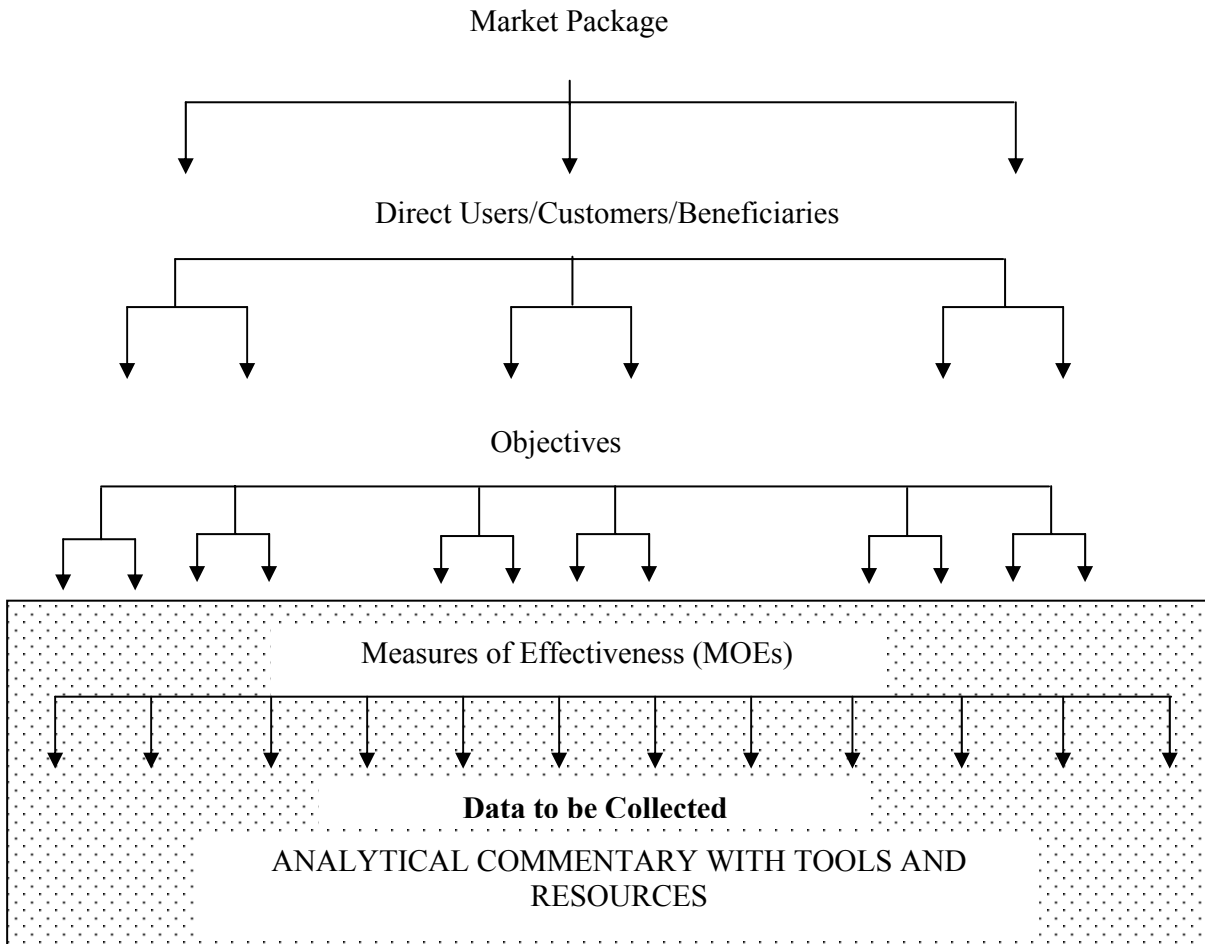 Market Package
Direct Users/Customers/Beneficiaries
Objectives
Measures of Effectiveness (MOEs)
Data to be Collected
ANALYTICAL COMMENTARY WITH TOOLS AND
RESOURCES